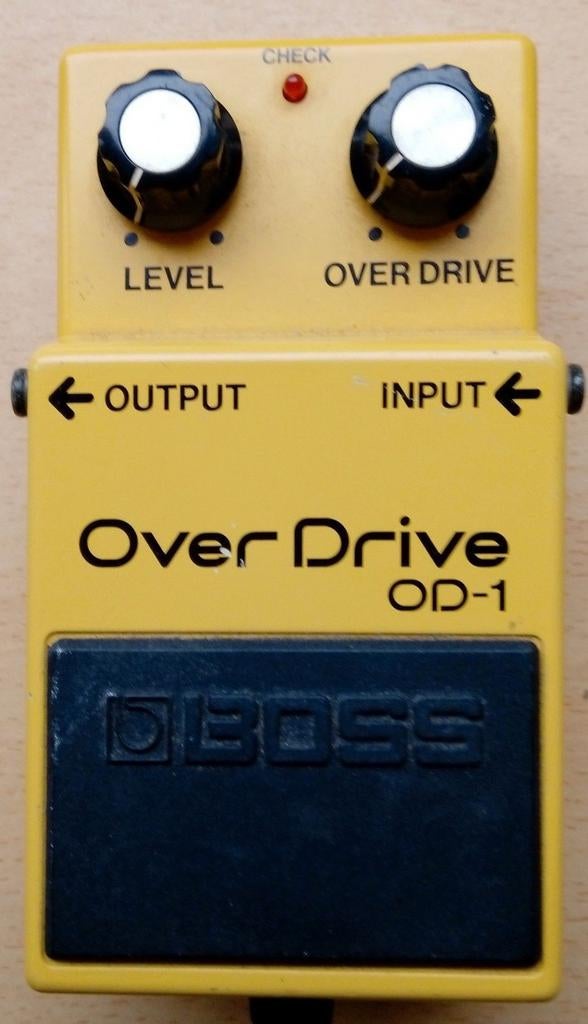 CHECK
LEVEL
OVER DRIVE
OUTPUT
INPUT
Over Drive
OD-1
BOSS